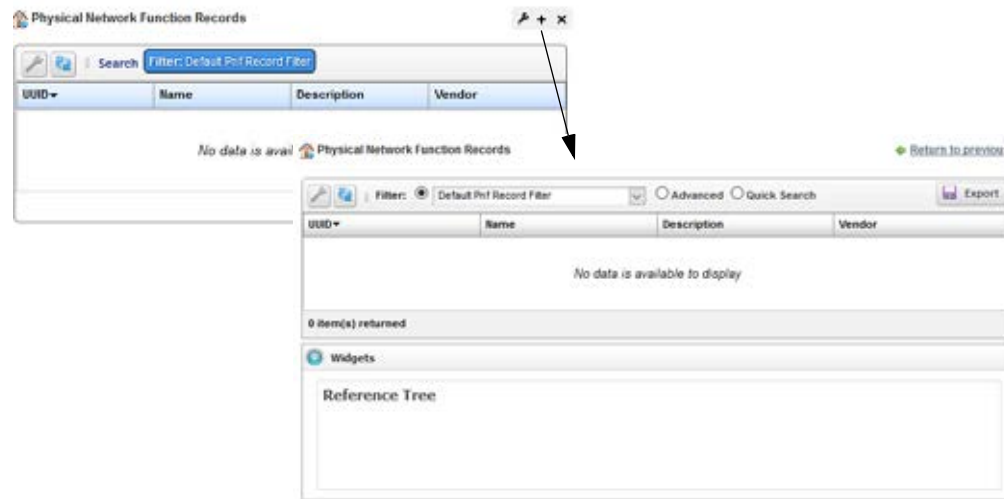 Physical Network Function Records
Search Filter: Default Pnf Record Filter
UUID Name Description Vendor
No data is avai
Physical Network Function Records
Return to previou
Filter: Default Pnf Record Filter Advanced Quick Search Export
UUID Name Description Vendor
No data is available to display
0 item(s) returned
Widgets
Reference Tree